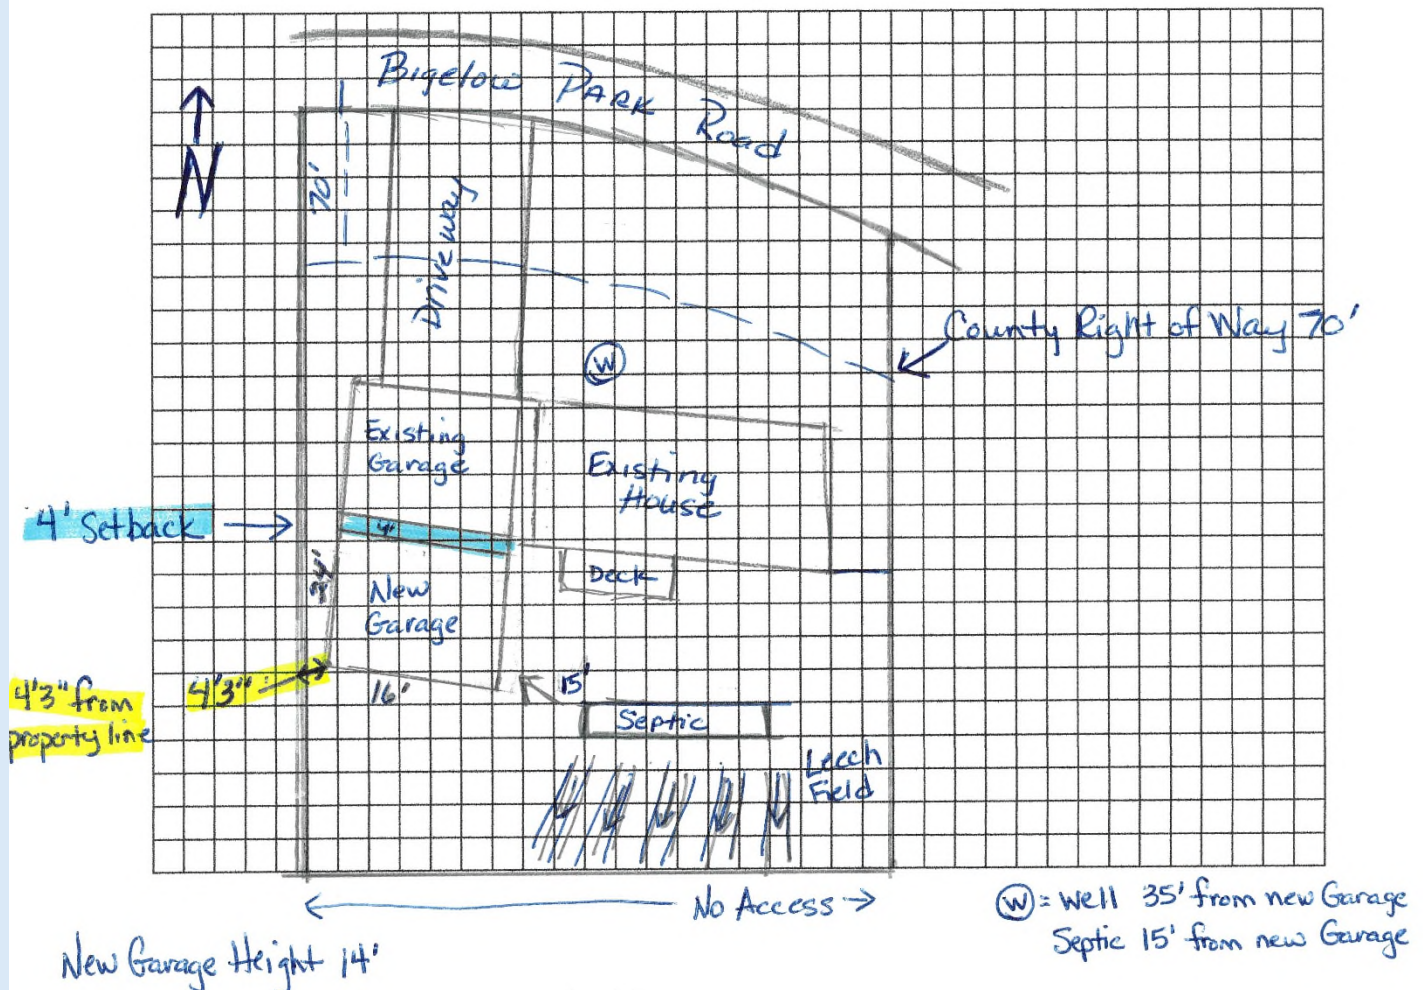 Bigelow PARK Road
N
70'
Driveway
County Right of Way 70'
W
Existing
Garage
Existing
House
4' Setback
4'
Deck
New
Garage
4'3" from
property line
4'3"
16'
15'
Septic
Leech
Field
No Access
W = Well 35' from new Garage
Septic 15' from new Garage
New Garage Height 14'